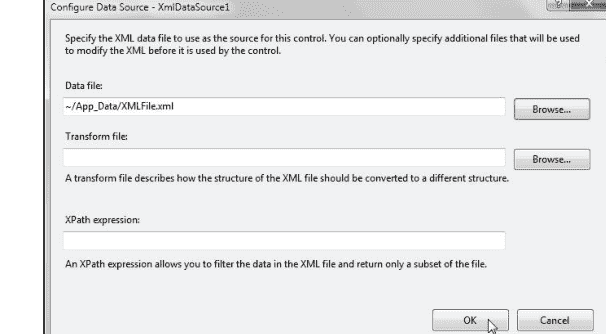 Configure Data Source - XmlDataSource1
Specify the XML data file to use as the source for this control. You can optionally specify additional files that will be used
to modify the XML before it is used by the control.
Data file:
~/App_Data/XMLFile.xml
Browse...
Transform file:
Browse...
A transform file describes how the structure of the XML file should be converted to a different structure.
XPath expression:
An XPath expression allows you to filter the data in the XML file and return only a subset of the file.
OK
Cancel